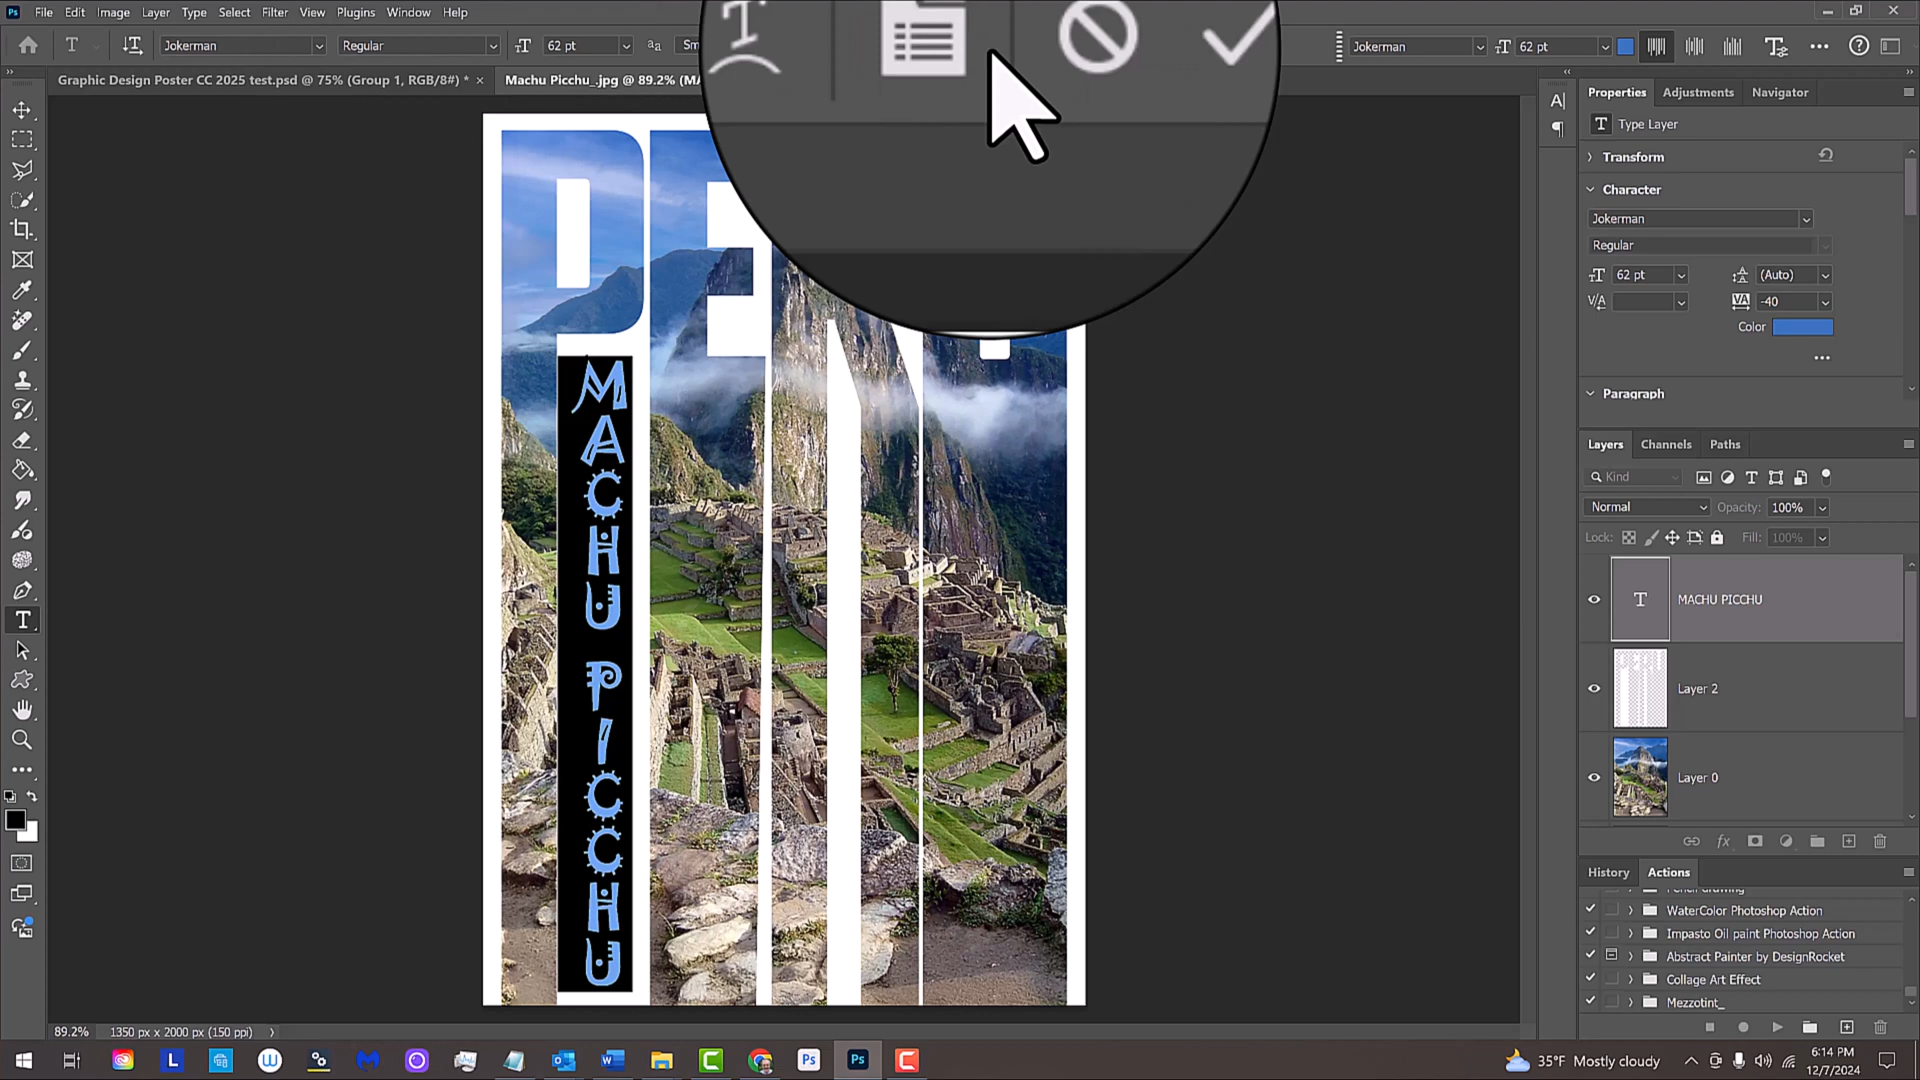 Ps File Edit Image Layer Type Select Filter View Plugins Window Help
T Jokerman Regular 62 pt Sm Jokerman 62 pt
Graphic Design Poster CC 2025 test.psd @ 75% (Group 1, RGB/8#) * × Machu Picchu_.jpg @ 89.2% (MA
Properties Adjustments Navigator
T Type Layer
Transform
Character
Jokerman
Regular
62 pt (Auto)
-40
Color
Paragraph
Layers Channels Paths
Kind
Normal Opacity: 100%
Lock: Fill: 100%
T MACHU PICCHU
Layer 2
Layer 0
History Actions
WaterColor Photoshop Action
Impasto Oil paint Photoshop Action
Abstract Painter by DesignRocket
Collage Art Effect
Mezzotint_
MACHU PICCHU
89.2% 1350 px x 2000 px (150 ppi)
35°F Mostly cloudy 6:14 PM
12/7/2024